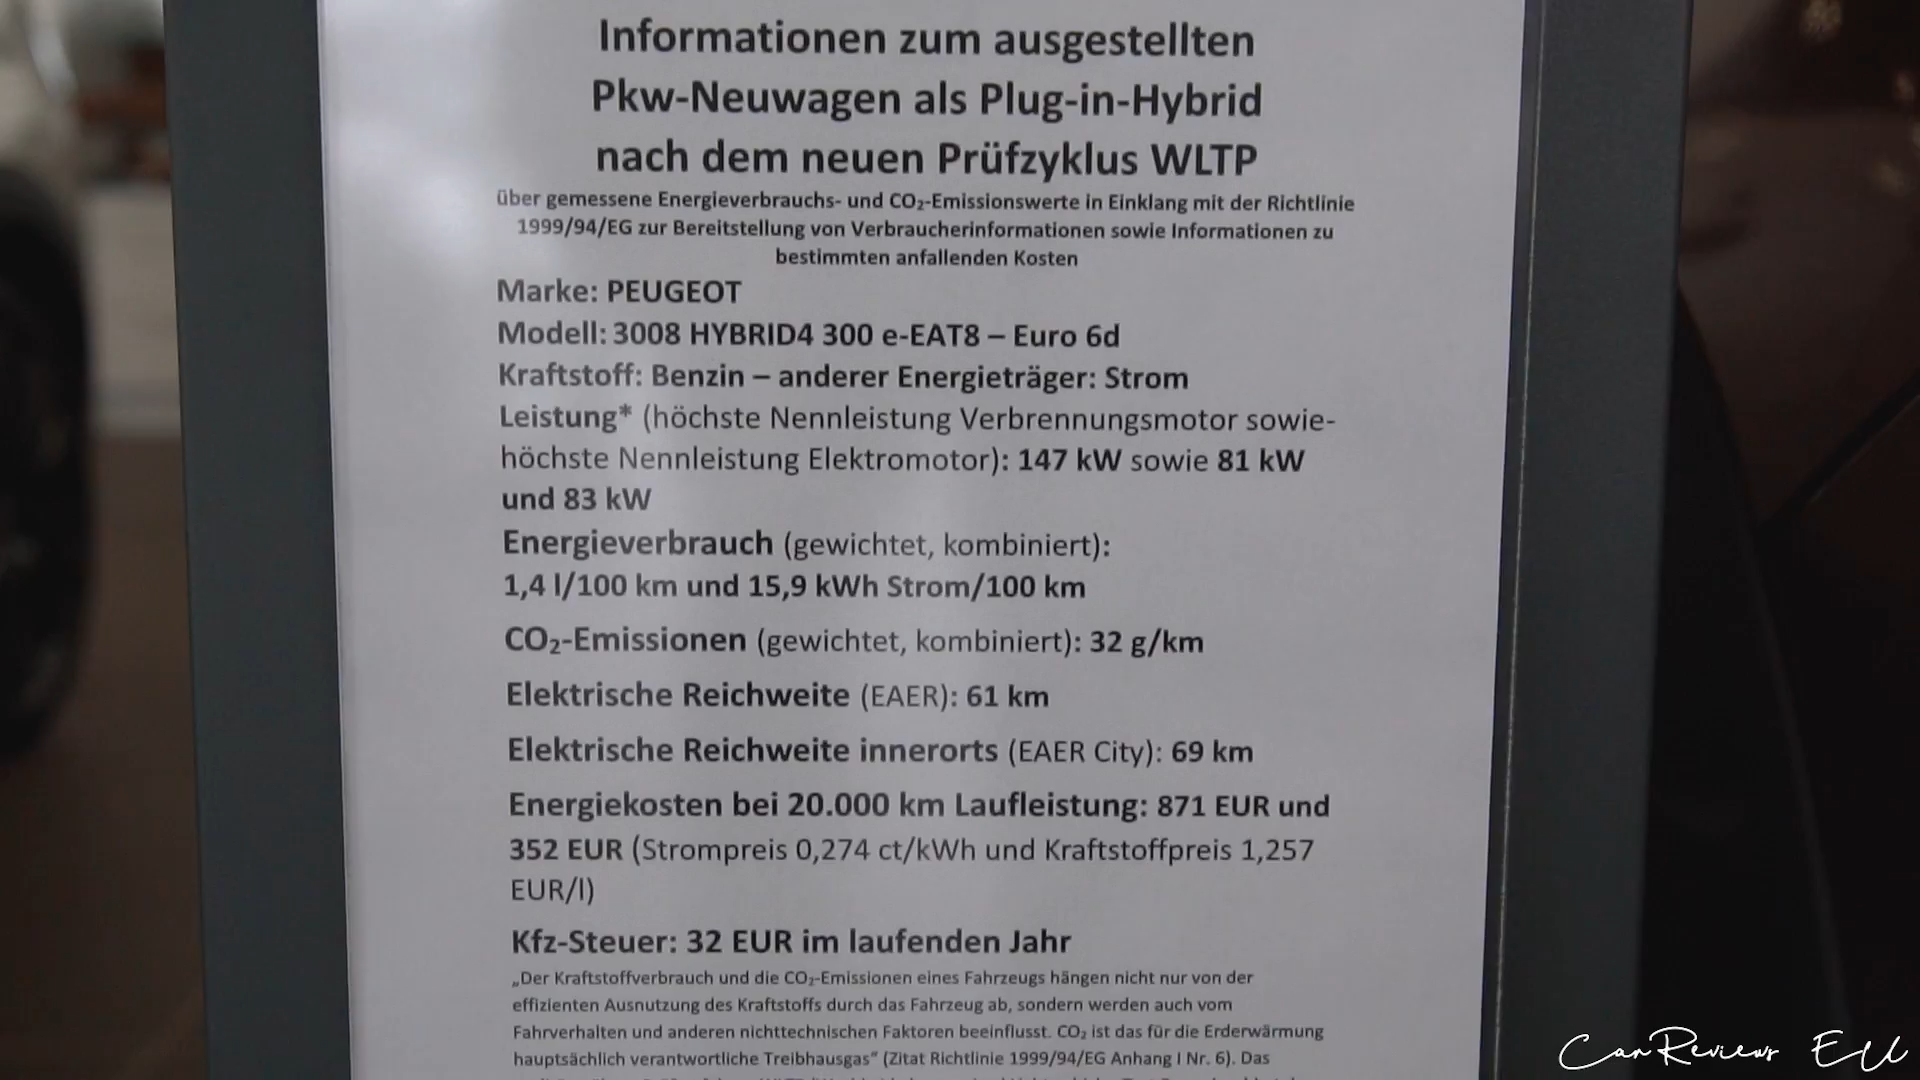 Informationen zum ausgestellten
Pkw-Neuwagen als Plug-in-Hybrid
nach dem neuen Prüfzyklus WLTP
über gemessene Energieverbrauchs- und CO₂-Emissionswerte in Einklang mit der Richtlinie
1999/94/EG zur Bereitstellung von Verbraucherinformationen sowie Informationen zu
bestimmten anfallenden Kosten
Marke: PEUGEOT
Modell: 3008 HYBRID4 300 e-EAT8 – Euro 6d
Kraftstoff: Benzin – anderer Energieträger: Strom
Leistung* (höchste Nennleistung Verbrennungsmotor sowie-
höchste Nennleistung Elektromotor): 147 kW sowie 81 kW
und 83 kW
Energieverbrauch (gewichtet, kombiniert):
1,4 l/100 km und 15,9 kWh Strom/100 km
CO₂-Emissionen (gewichtet, kombiniert): 32 g/km
Elektrische Reichweite (EAER): 61 km
Elektrische Reichweite innerorts (EAER City): 69 km
Energiekosten bei 20.000 km Laufleistung: 871 EUR und
352 EUR (Strompreis 0,274 ct/kWh und Kraftstoffpreis 1,257
EUR/l)
Kfz-Steuer: 32 EUR im laufenden Jahr
„Der Kraftstoffverbrauch und die CO₂-Emissionen eines Fahrzeugs hängen nicht nur von der
effizienten Ausnutzung des Kraftstoffs durch das Fahrzeug ab, sondern werden auch vom
Fahrverhalten und anderen nichttechnischen Faktoren beeinflusst. CO₂ ist das für die Erderwärmung
hauptsächlich verantwortliche Treibhausgas“ (Zitat Richtlinie 1999/94/EG Anhang I Nr. 6). Das
CarReviews EU